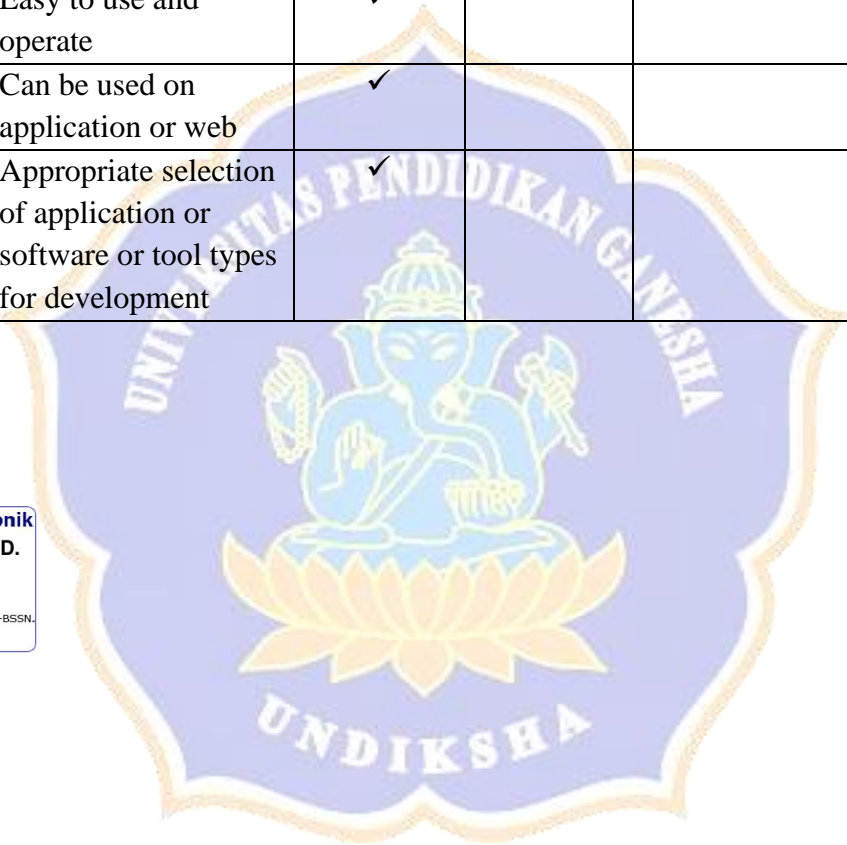 Easy to use and ✓
operate
Can be used on ✓
application or web
Appropriate selection ✓
of application or
software or tool types
for development
UNIVERSITAS PENDIDIKAN GANESHA
onik
D.
-BSSN.
UNDIKSHA